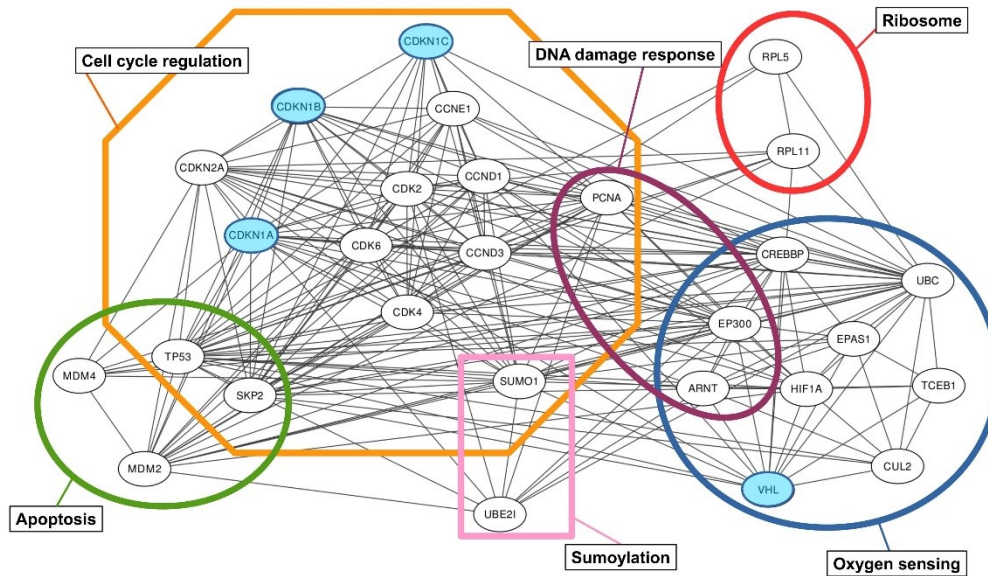 Ribosome
CDKN1C
RPL5
Cell cycle regulation
DNA damage response
CDKN1B
CCNE1
RPL11
CDKN2A
CCND1
CDK2
PCNA
CDKN1A
CDK6
CCND3
CREBBP
UBC
CDK4
EP300
EPAS1
TP53
MDM4
SUMO1
ARNT
HIF1A
TCEB1
SKP2
MDM2
CUL2
VHL
UBE2I
Apoptosis
Sumoylation
Oxygen sensing